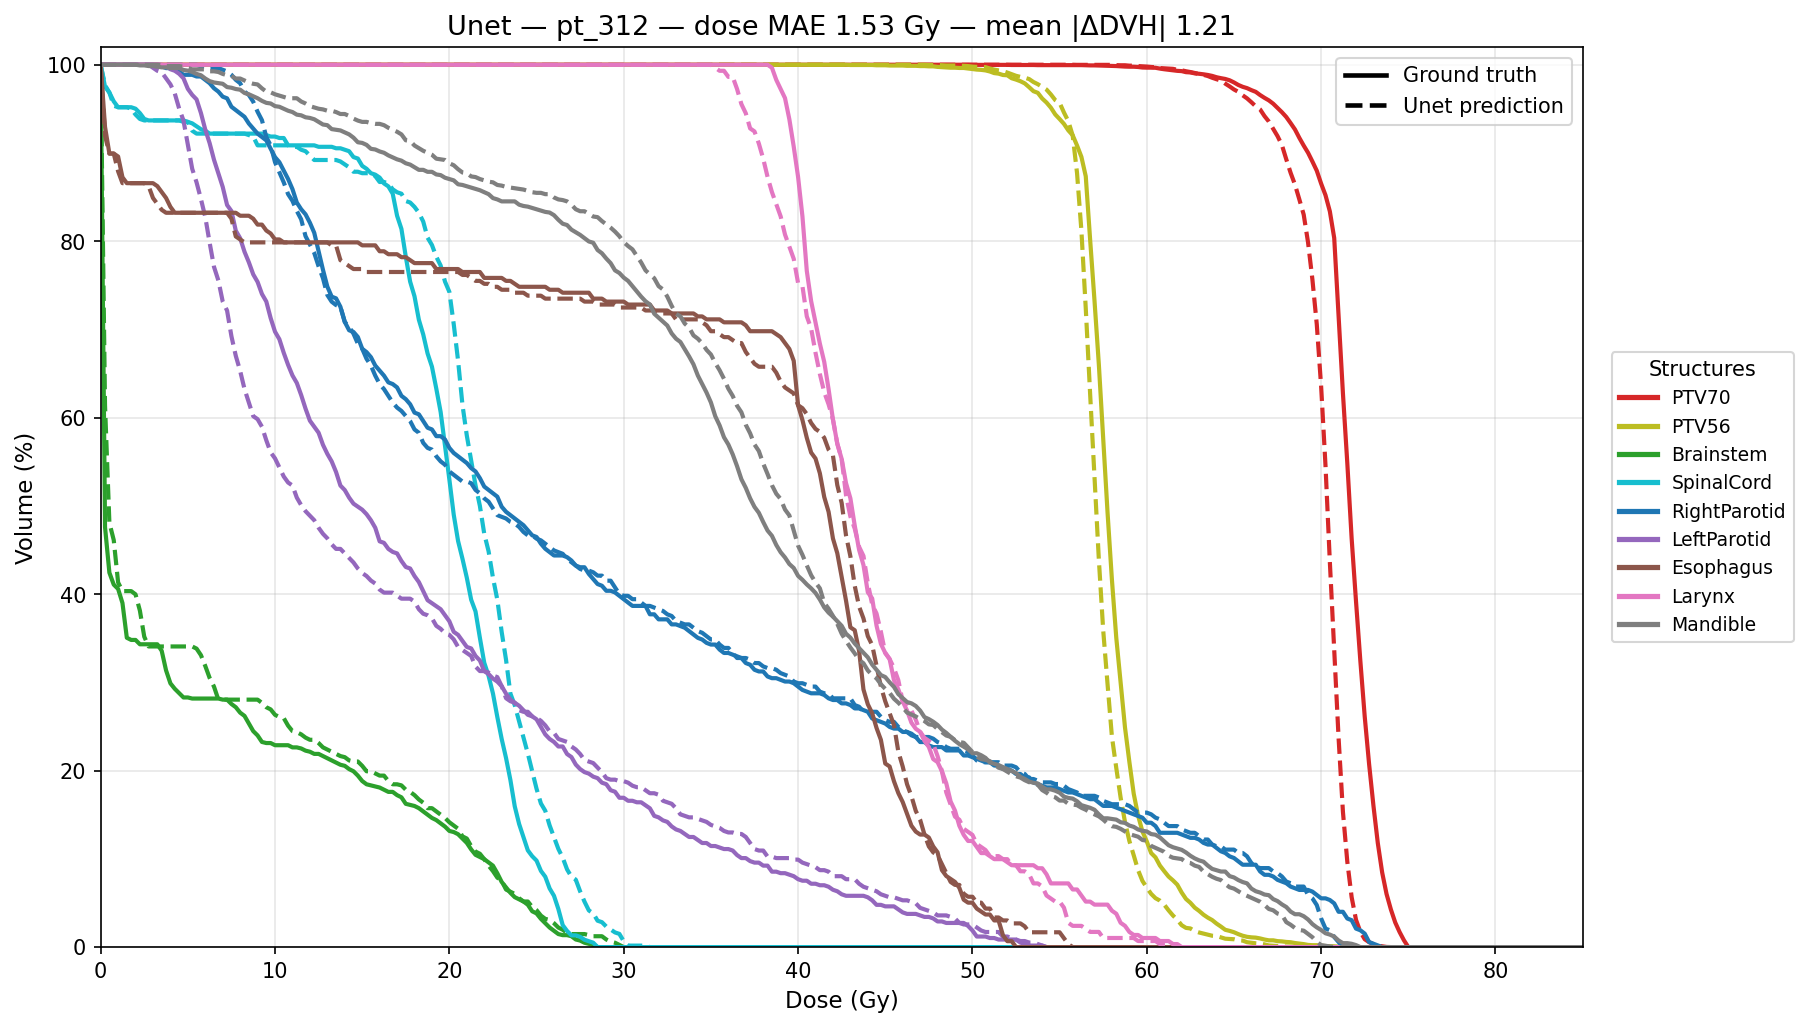 Unet — pt_312 — dose MAE 1.53 Gy — mean |ΔDVH| 1.21
Ground truth
Unet prediction
Structures
PTV70
PTV56
Brainstem
SpinalCord
RightParotid
LeftParotid
Esophagus
Larynx
Mandible
Volume (%)
100
80
60
40
20
0
0 10 20 30 40 50 60 70 80
Dose (Gy)